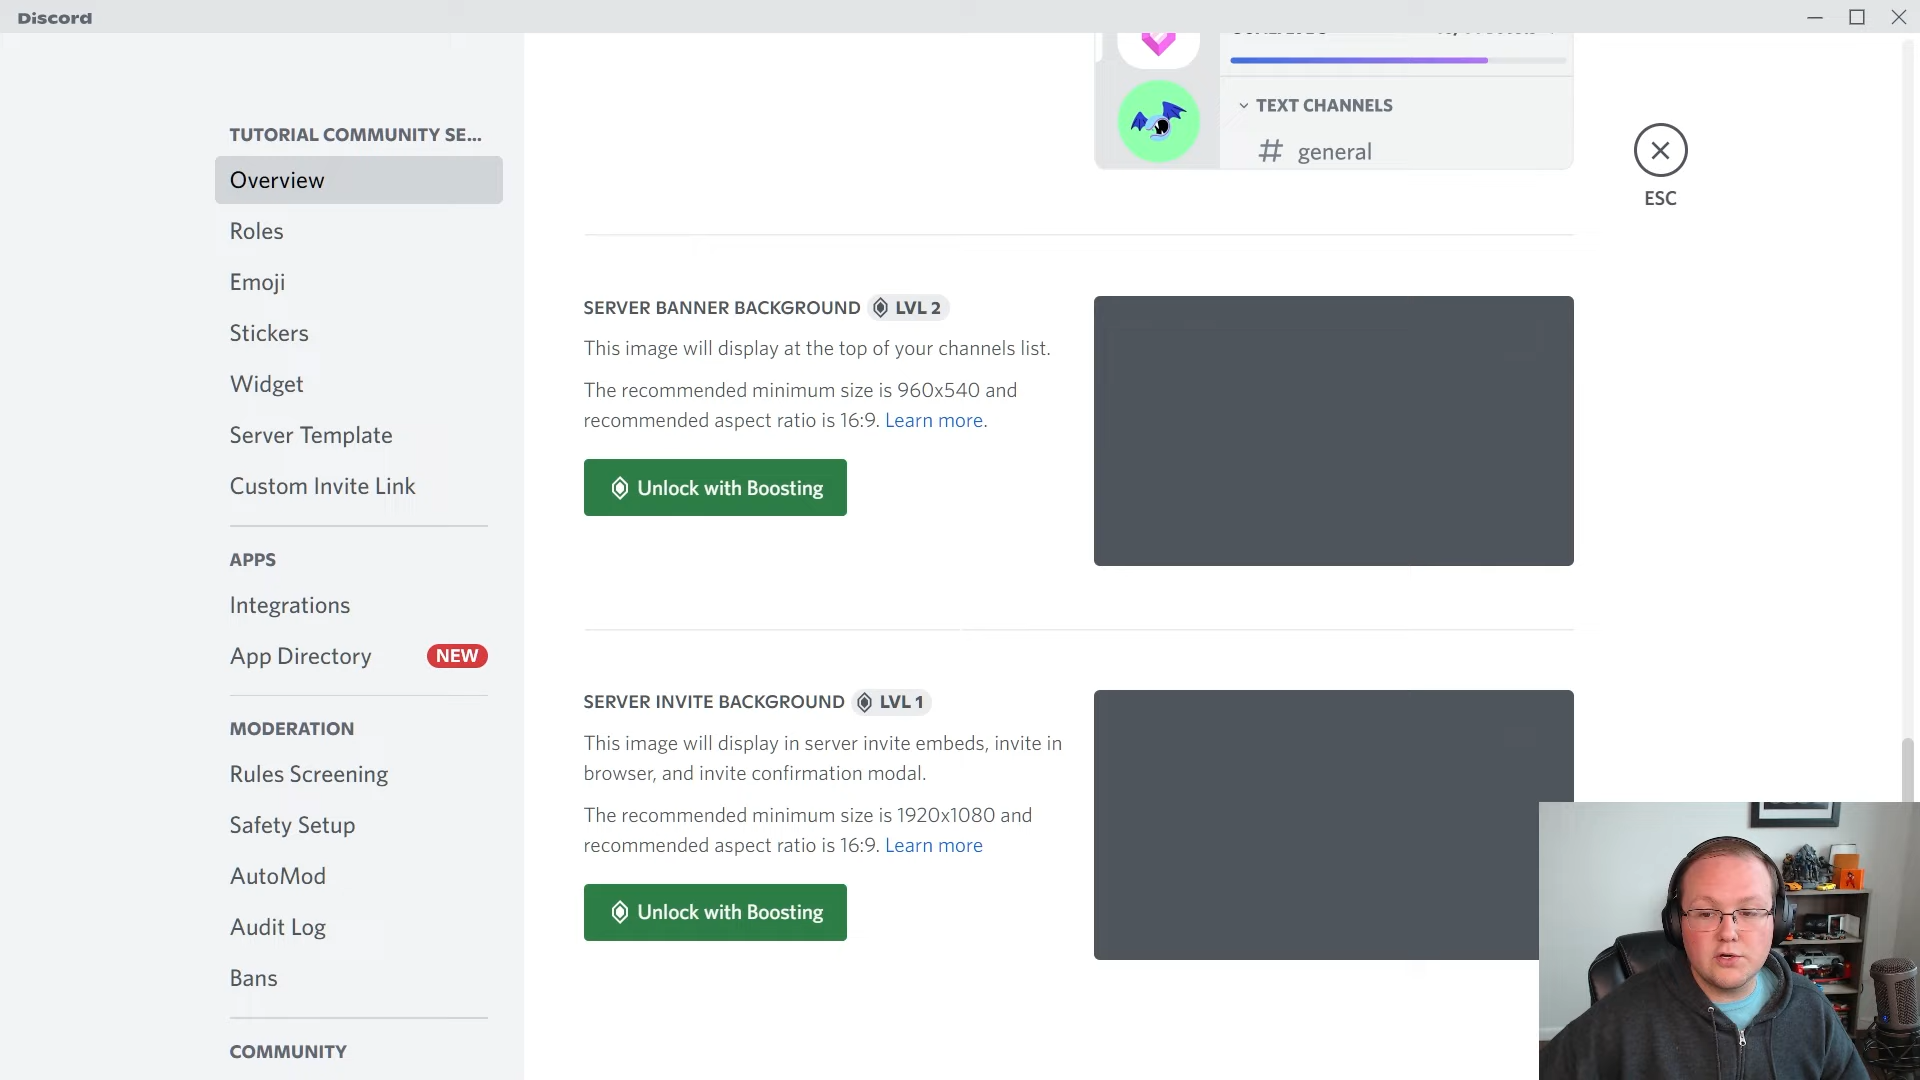 Discord
TUTORIAL COMMUNITY SE...
Overview
Roles
Emoji
Stickers
Widget
Server Template
Custom Invite Link
APPS
Integrations
App Directory
NEW
MODERATION
Rules Screening
Safety Setup
AutoMod
Audit Log
Bans
COMMUNITY
TEXT CHANNELS
# general
ESC
SERVER BANNER BACKGROUND LVL 2
This image will display at the top of your channels list.
The recommended minimum size is 960x540 and
recommended aspect ratio is 16:9. Learn more.
Unlock with Boosting
SERVER INVITE BACKGROUND LVL 1
This image will display in server invite embeds, invite in
browser, and invite confirmation modal.
The recommended minimum size is 1920x1080 and
recommended aspect ratio is 16:9. Learn more
Unlock with Boosting